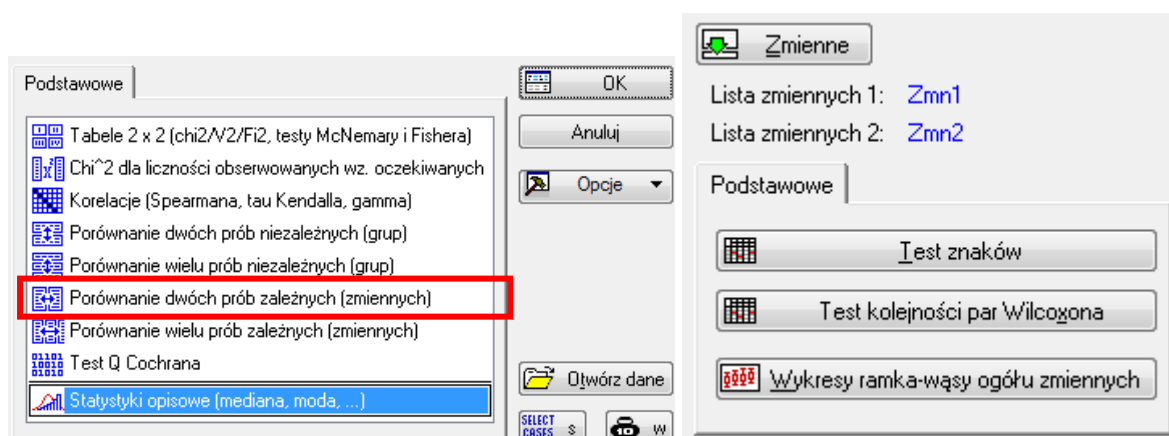 Podstawowe
Tabele 2 x 2 (chi2/V2/Fi2, testy McNemary i Fishera)
Chi^2 dla liczności obserwowanych wz. oczekiwanych
Korelacje (Spearmana, tau Kendalla, gamma)
Porównanie dwóch prób niezależnych (grup)
Porównanie wielu prób niezależnych (grup)
Porównanie dwóch prób zależnych (zmiennych)
Porównanie wielu prób zależnych (zmiennych)
Test Q Cochrana
Statystyki opisowe (mediana, moda, ...)
OK
Anuluj
Opcje
Otwórz dane
SELECT CASES S
W
Zmienne
Lista zmiennych 1: Zmn1
Lista zmiennych 2: Zmn2
Podstawowe
Test znaków
Test kolejności par Wilcoxona
Wykresy ramka-wąsy ogółu zmiennych